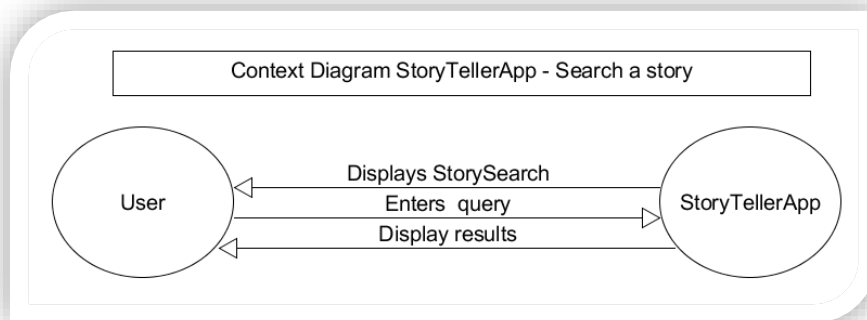 Context Diagram StoryTellerApp - Search a story
Displays StorySearch
User
Enters query
StoryTellerApp
Display results